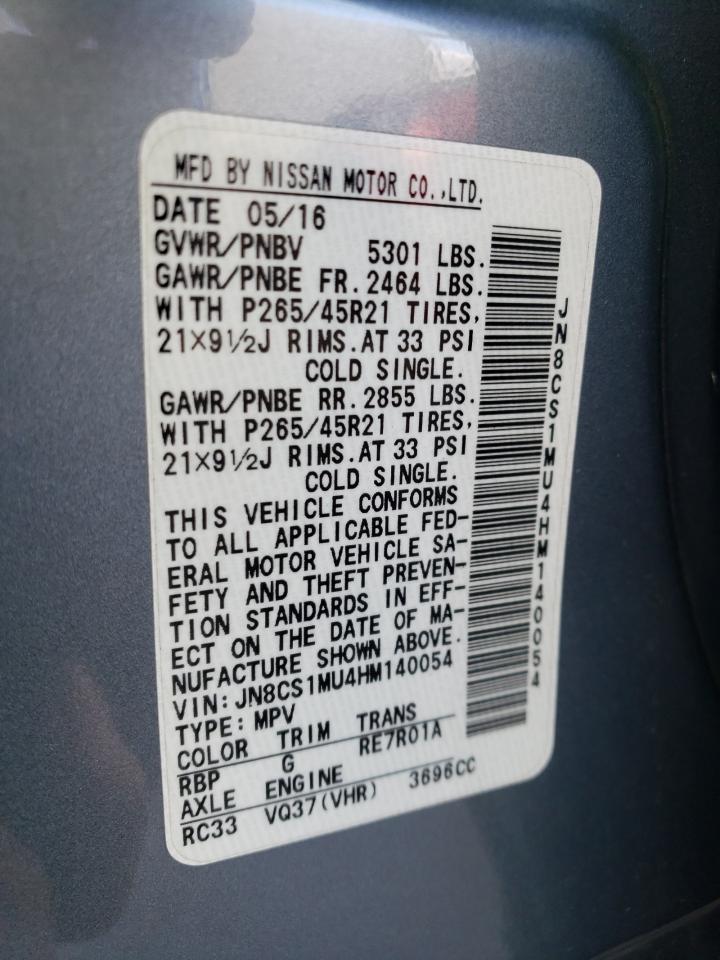 MFD BY NISSAN MOTOR CO.,LTD.
DATE 05/16
GVWR/PNBV 5301 LBS.
GAWR/PNBE FR. 2464 LBS.
WITH P265/45R21 TIRES,
21×9½J RIMS. AT 33 PSI
COLD SINGLE.
GAWR/PNBE RR. 2855 LBS.
WITH P265/45R21 TIRES,
21×9½J RIMS. AT 33 PSI
COLD SINGLE.
THIS VEHICLE CONFORMS
TO ALL APPLICABLE FED-
ERAL MOTOR VEHICLE SA-
FETY AND THEFT PREVEN-
TION STANDARDS IN EFF-
ECT ON THE DATE OF MA-
NUFACTURE SHOWN ABOVE.
VIN: JN8CS1MU4HM140054
TYPE: MPV
COLOR TRIM TRANS
RBP G RE7R01A
AXLE ENGINE
RC33 VQ37(VHR) 3696CC
JN8CS1MU4HM140054